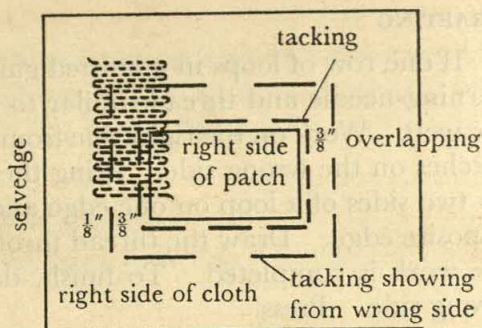 tacking
right side
of patch
3/8" overlapping
selvedge
1/8" 3/8"
right side of cloth
tacking showing
from wrong side